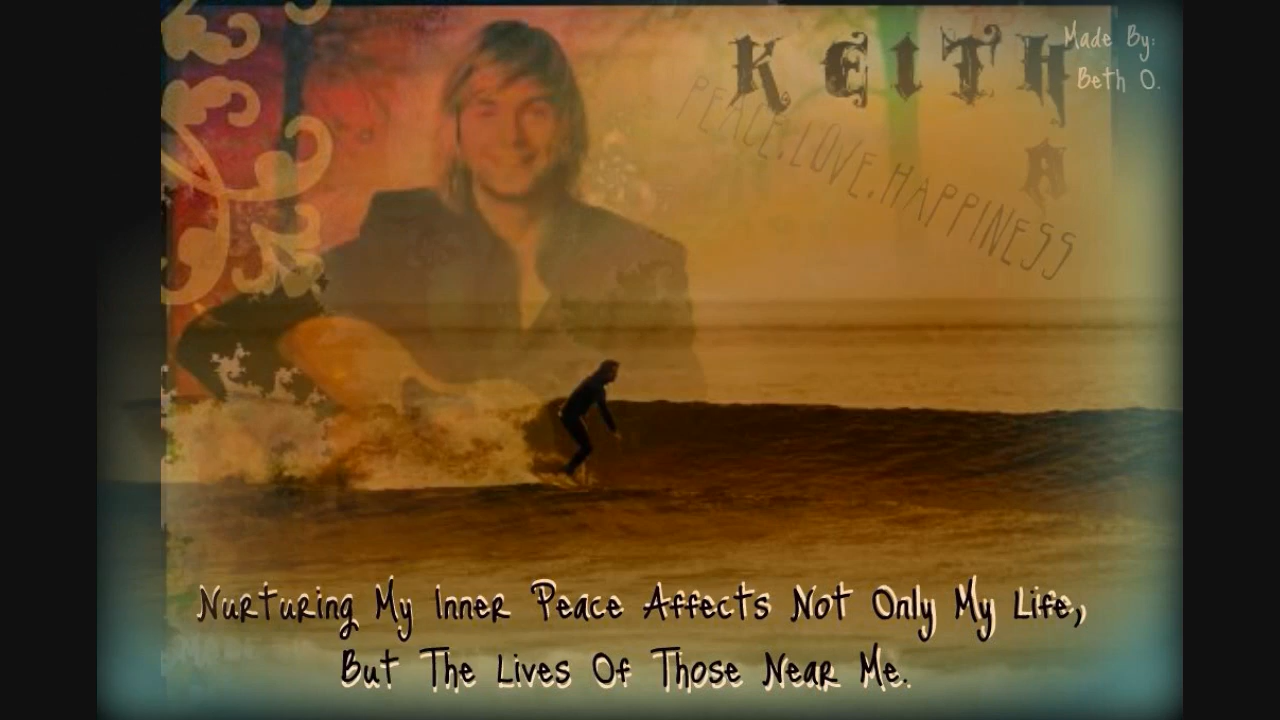 KEITH
Made By:
Beth O.
PEACE.LOVE.HAPPINESS
A
Nurturing My Inner Peace Affects Not Only My Life,
But The Lives Of Those Near Me.